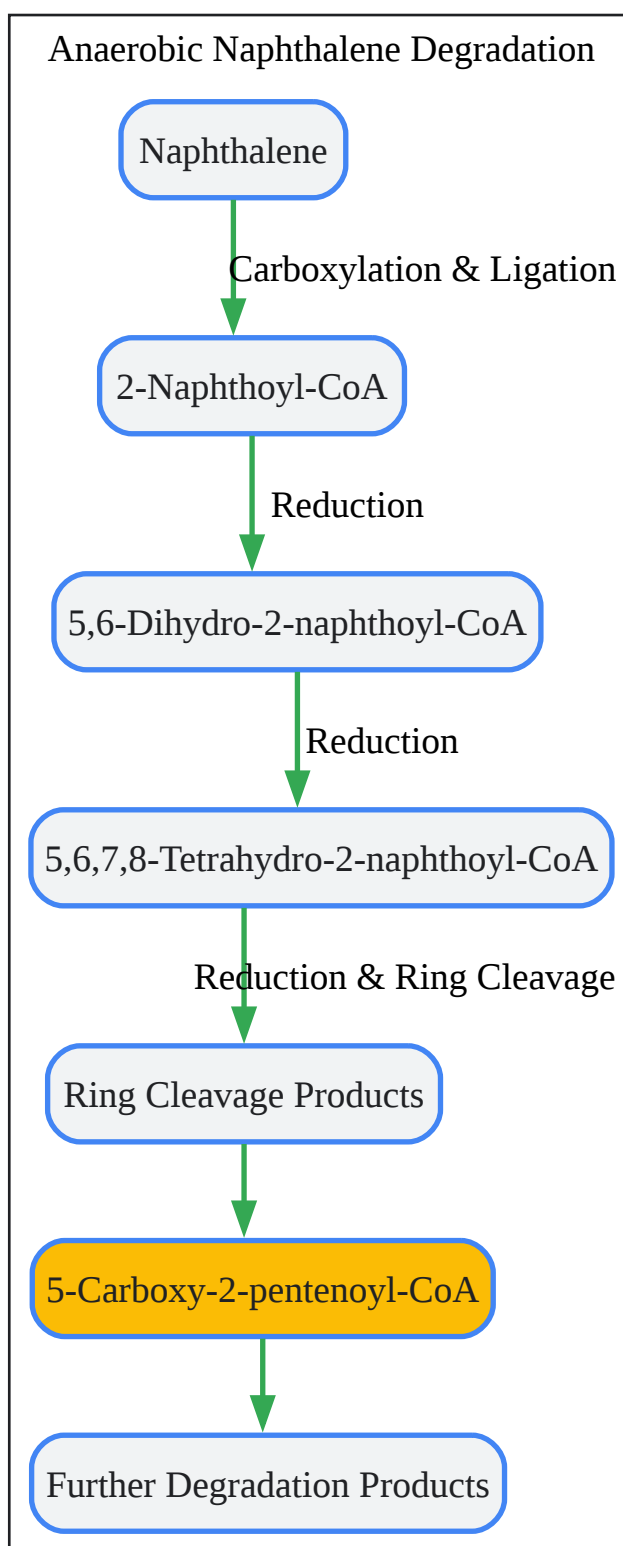 Anaerobic Naphthalene Degradation
Naphthalene
Carboxylation & Ligation
2-Naphthoyl-CoA
Reduction
5,6-Dihydro-2-naphthoyl-CoA
Reduction
5,6,7,8-Tetrahydro-2-naphthoyl-CoA
Reduction & Ring Cleavage
Ring Cleavage Products
5-Carboxy-2-pentenoyl-CoA
Further Degradation Products